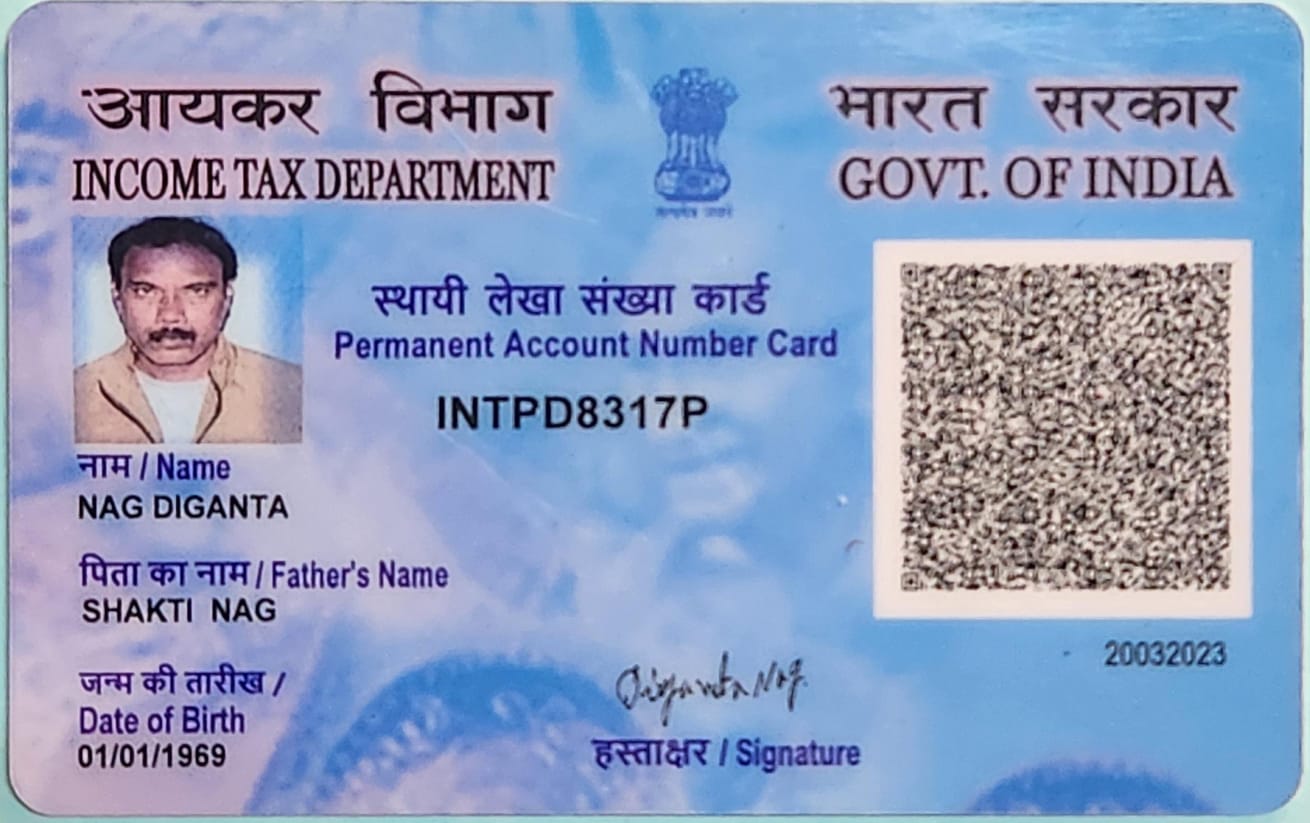 आयकर विभाग
INCOME TAX DEPARTMENT
भारत सरकार
GOVT. OF INDIA
सत्यमेव जयते
स्थायी लेखा संख्या कार्ड
Permanent Account Number Card
INTPD8317P
नाम / Name
NAG DIGANTA
पिता का नाम / Father's Name
SHAKTI NAG
जन्म की तारीख /
Date of Birth
01/01/1969
Diganta Nag.
हस्ताक्षर / Signature
20032023